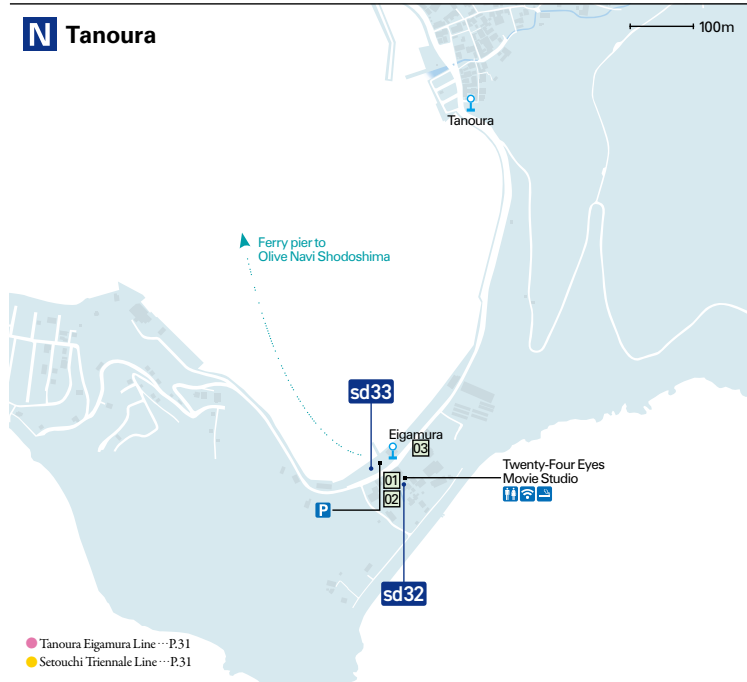 N Tanoura
100m
Tanoura
Ferry pier to
Olive Navi Shodoshima
sd33
Eigamura
03
Twenty-Four Eyes
Movie Studio
01
02
P
sd32
Tanoura Eigamura Line…P.31
Setouchi Triennale Line…P.31